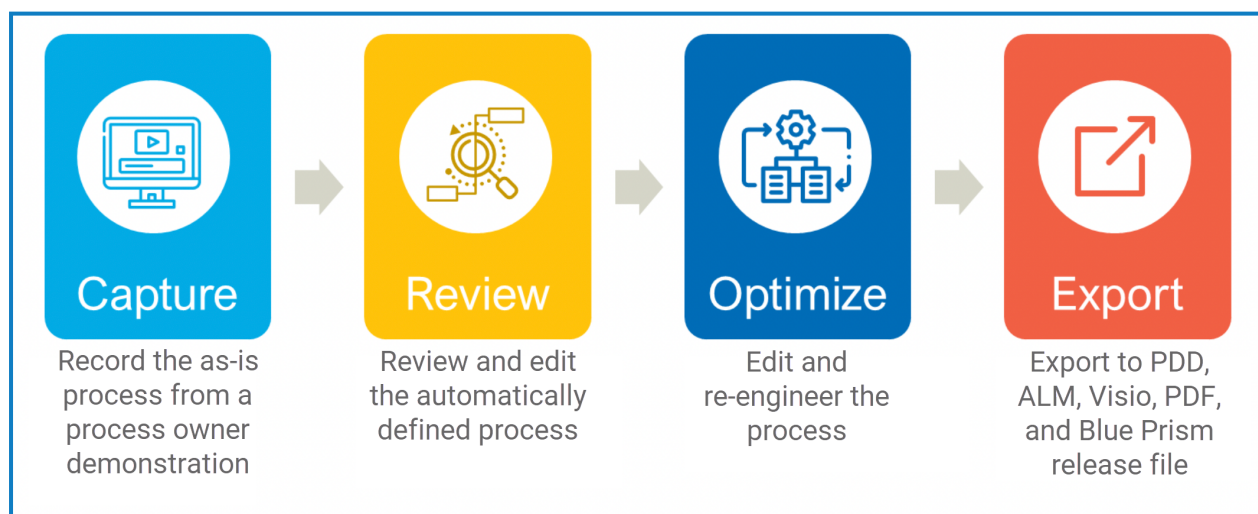 Capture
Record the as-is
process from a
process owner
demonstration
Review
Review and edit
the automatically
defined process
Optimize
Edit and
re-engineer the
process
Export
Export to PDD,
ALM, Visio, PDF,
and Blue Prism
release file